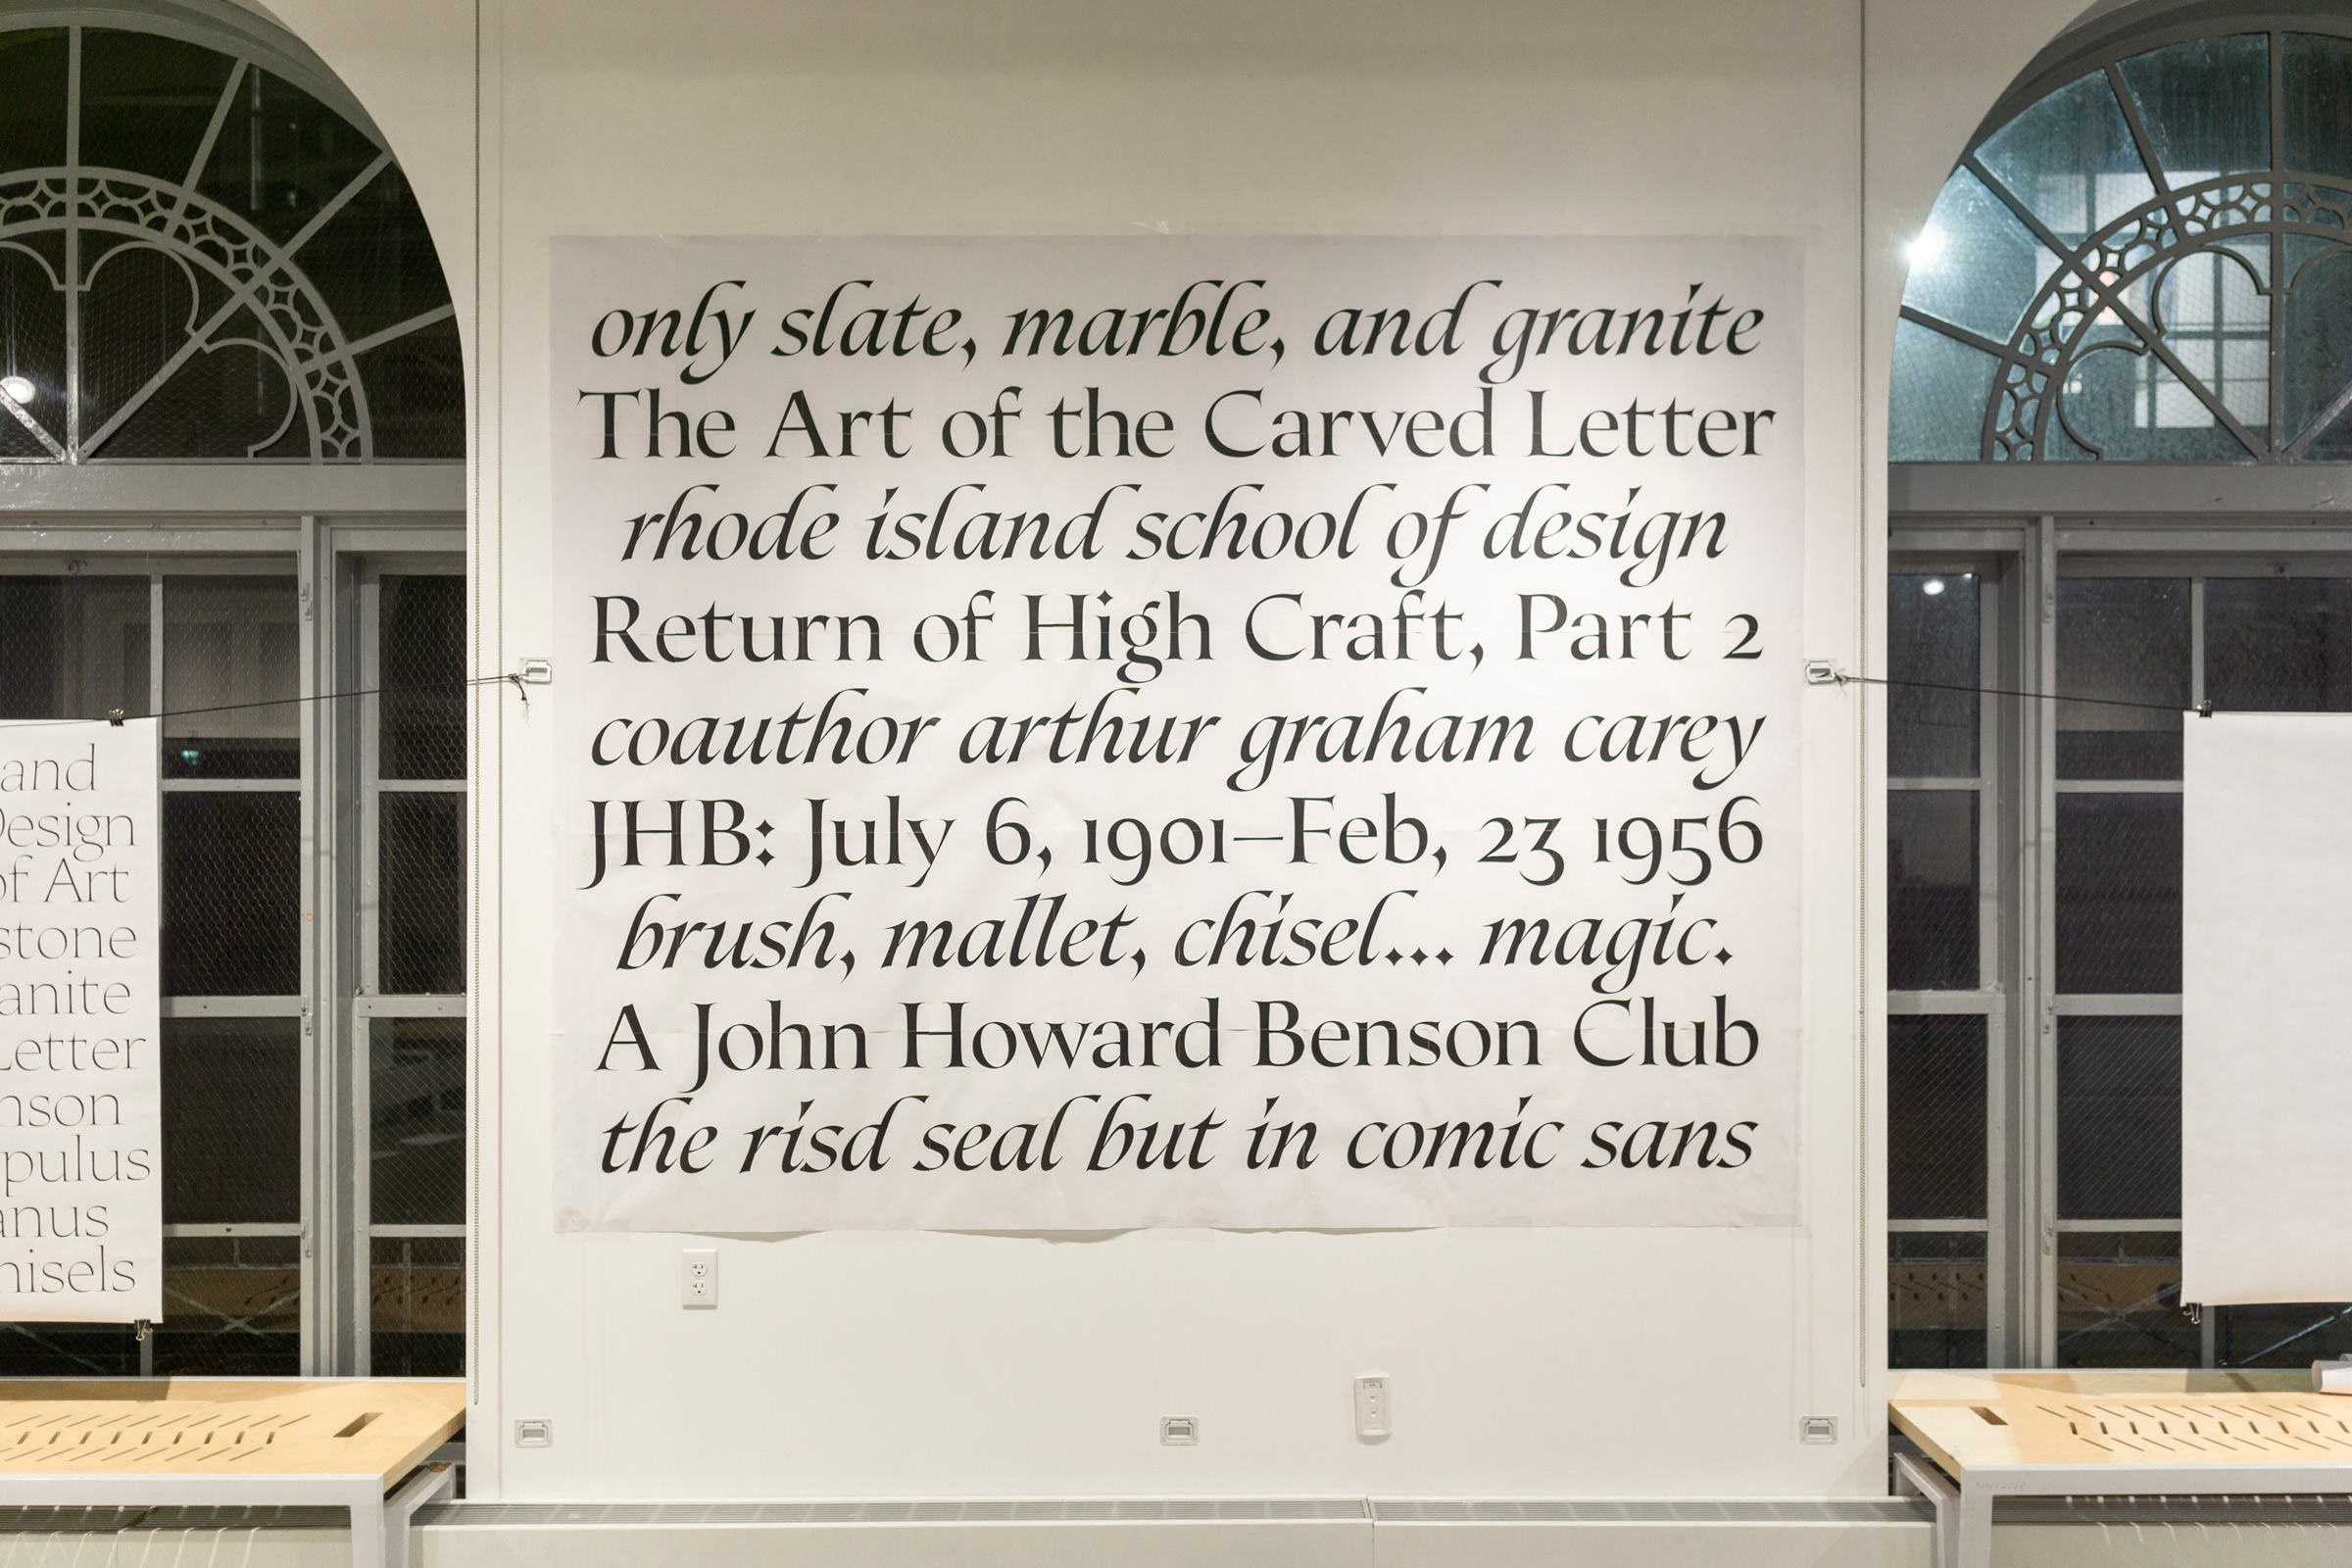 only slate, marble, and granite
The Art of the Carved Letter
rhode island school of design
Return of High Craft, Part 2
coauthor arthur graham carey
JHB: July 6, 1901–Feb, 23 1956
brush, mallet, chisel... magic.
A John Howard Benson Club
the risd seal but in comic sans
and
Design
of Art
stone
anite
Letter
nson
pulus
anus
hisels